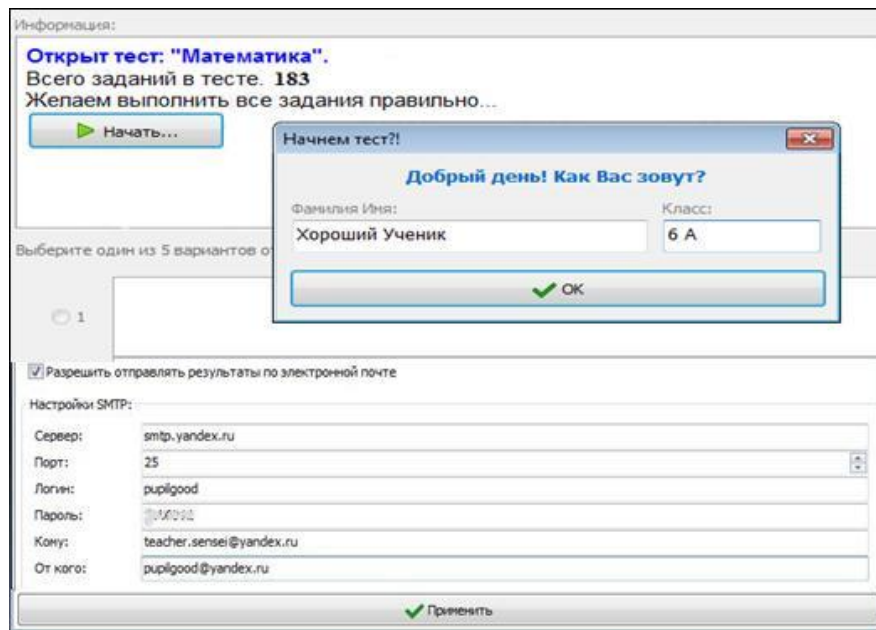 Информация:
Открыт тест: "Математика".
Всего заданий в тесте. 183
Желаем выполнить все задания правильно...
Начать...
Начнем тест?!
Добрый день! Как Вас зовут?
Фамилия Имя: Класс:
Хороший Ученик 6 А
OK
Выберите один из 5 вариантов
1
Разрешить отправлять результаты по электронной почте
Настройки SMTP:
Сервер: smtp.yandex.ru
Порт: 25
Логин: pupilgood
Пароль:
Кому: teacher.sensei@yandex.ru
От кого: pupilgood@yandex.ru
Применить